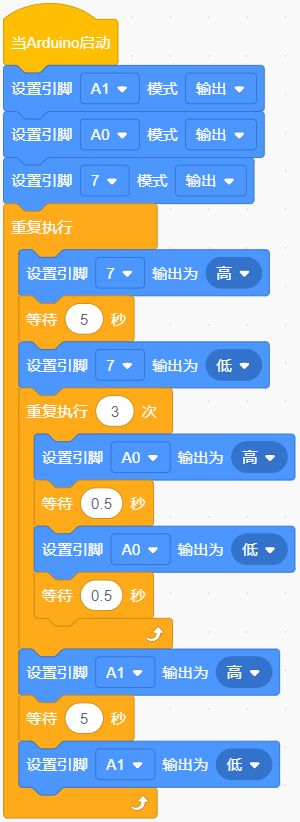 当Arduino启动
设置引脚 A1 模式 输出
设置引脚 A0 模式 输出
设置引脚 7 模式 输出
重复执行
设置引脚 7 输出为 高
等待 5 秒
设置引脚 7 输出为 低
重复执行 3 次
设置引脚 A0 输出为 高
等待 0.5 秒
设置引脚 A0 输出为 低
等待 0.5 秒
设置引脚 A1 输出为 高
等待 5 秒
设置引脚 A1 输出为 低